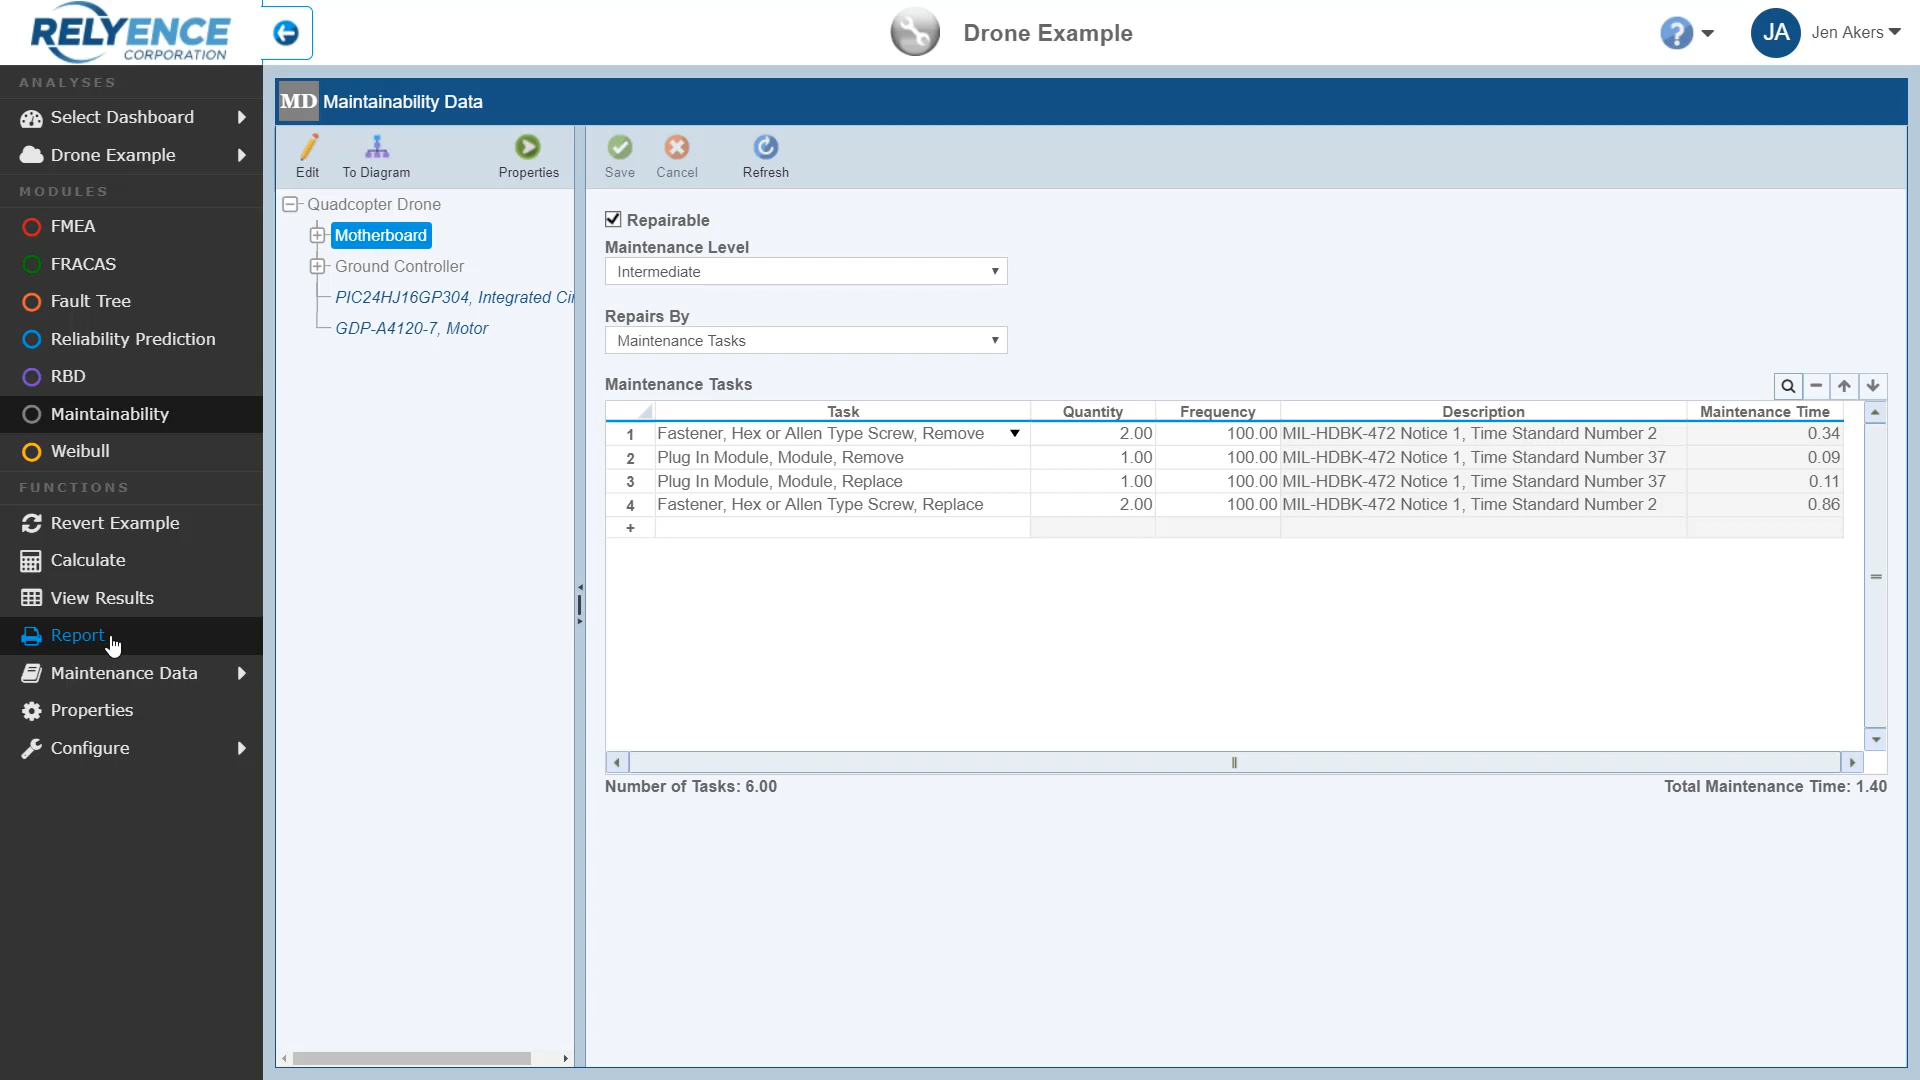 RELYENCE
CORPORATION
Drone Example
?
JA
Jen Akers
ANALYSES
Select Dashboard
Drone Example
MODULES
FMEA
FRACAS
Fault Tree
Reliability Prediction
RBD
Maintainability
Weibull
FUNCTIONS
Revert Example
Calculate
View Results
Report
Maintenance Data
Properties
Configure
MD Maintainability Data
Edit
To Diagram
Properties
Save
Cancel
Refresh
Quadcopter Drone
Motherboard
Ground Controller
PIC24HJ16GP304, Integrated
GDP-A4120-7, Motor
Repairable
Maintenance Level
Intermediate
Repairs By
Maintenance Tasks
Maintenance Tasks
Task Quantity Frequency Description Maintenance Time
1 Fastener, Hex or Allen Type Screw, Remove 2.00 100.00 MIL-HDBK-472 Notice 1, Time Standard Number 2 0.34
2 Plug In Module, Module, Remove 1.00 100.00 MIL-HDBK-472 Notice 1, Time Standard Number 37 0.09
3 Plug In Module, Module, Replace 1.00 100.00 MIL-HDBK-472 Notice 1, Time Standard Number 37 0.11
4 Fastener, Hex or Allen Type Screw, Replace 2.00 100.00 MIL-HDBK-472 Notice 1, Time Standard Number 2 0.86
+
Number of Tasks: 6.00
Total Maintenance Time: 1.40